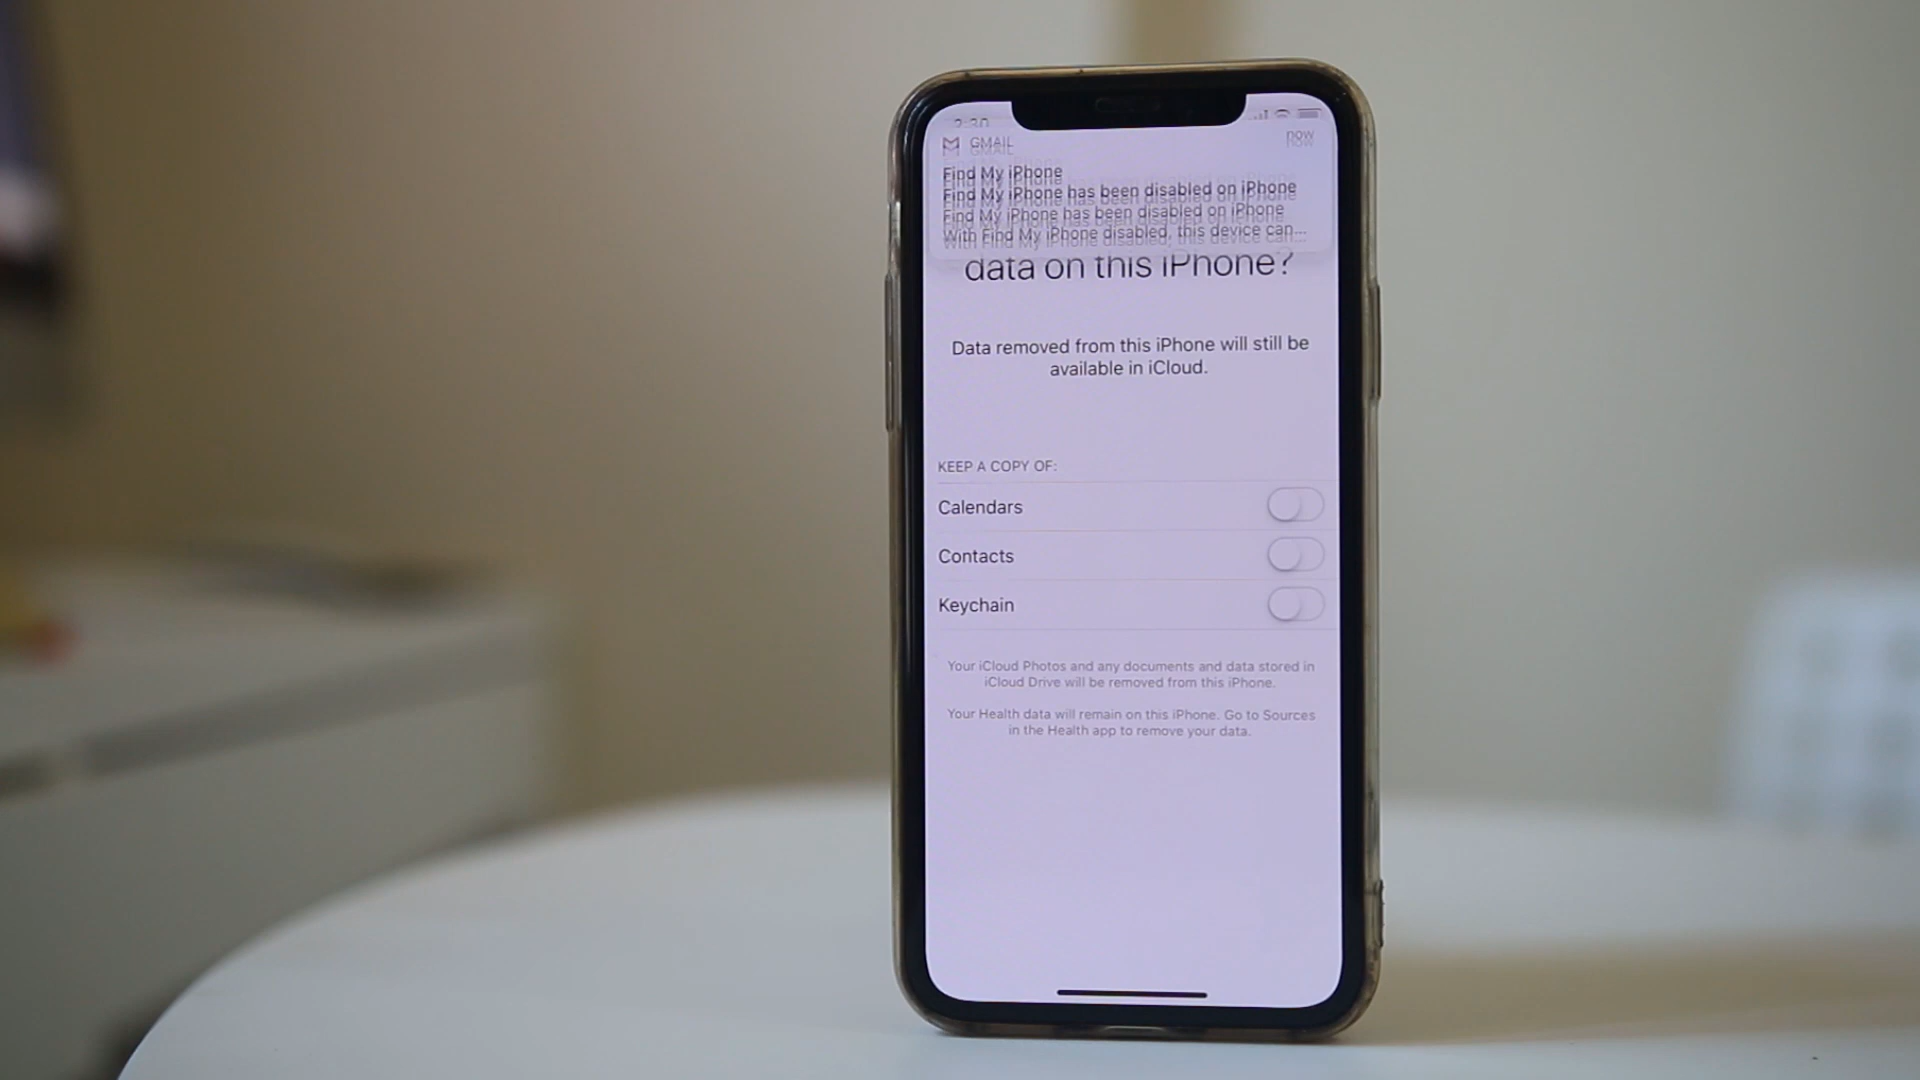 2:30
GMAIL
now
Find My iPhone
Find My iPhone has been disabled on iPhone
Find My iPhone has been disabled on iPhone
With Find My iPhone disabled, this device can...
data on this iPhone?
Data removed from this iPhone will still be
available in iCloud.
KEEP A COPY OF:
Calendars
Contacts
Keychain
Your iCloud Photos and any documents and data stored in
iCloud Drive will be removed from this iPhone.
Your Health data will remain on this iPhone. Go to Sources
in the Health app to remove your data.